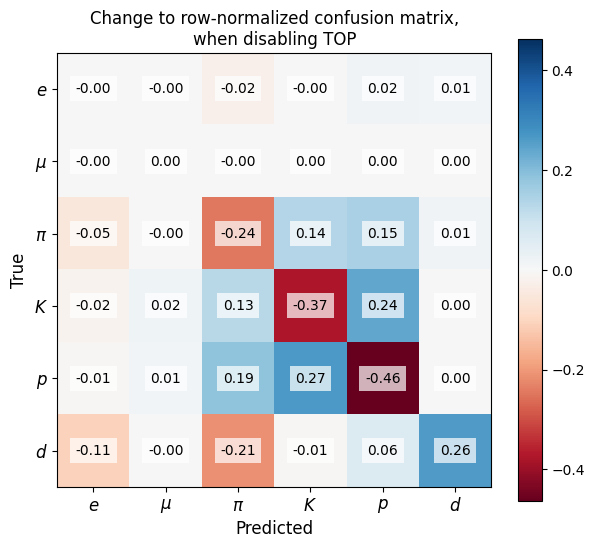 Change to row-normalized confusion matrix,
when disabling TOP
True
e -0.00 -0.00 -0.02 -0.00 0.02 0.01
μ -0.00 0.00 -0.00 0.00 0.00 0.00
π -0.05 -0.00 -0.24 0.14 0.15 0.01
K -0.02 0.02 0.13 -0.37 0.24 0.00
p -0.01 0.01 0.19 0.27 -0.46 0.00
d -0.11 -0.00 -0.21 -0.01 0.06 0.26
e μ π K p d
Predicted
0.4
0.2
0.0
−0.2
−0.4